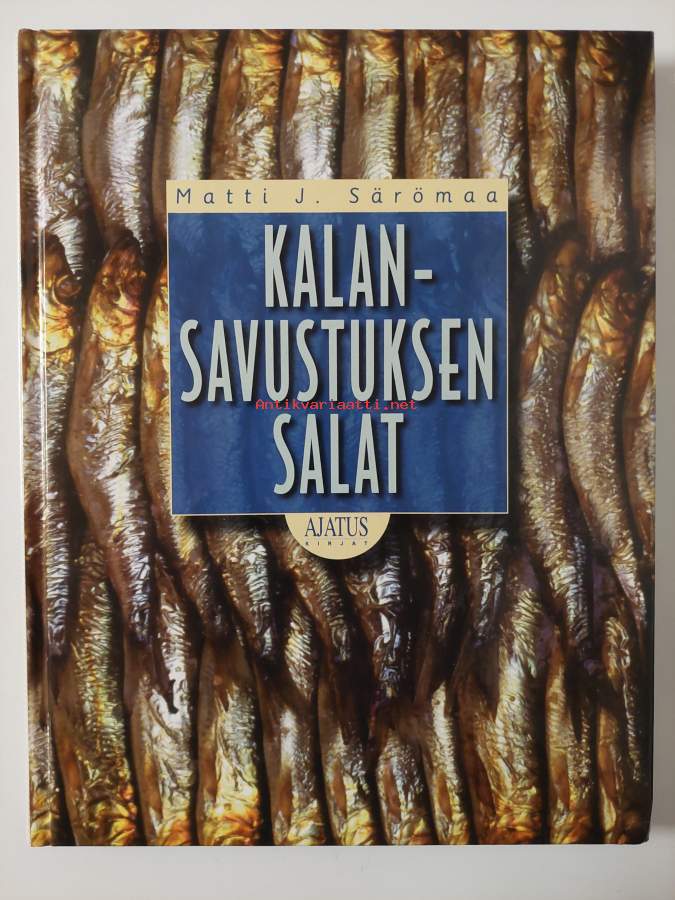 Matti J. Särömaa
KALAN-
SAVUSTUKSEN
Antikvariaatti.net
SALAT
AJATUS
KIRJAT